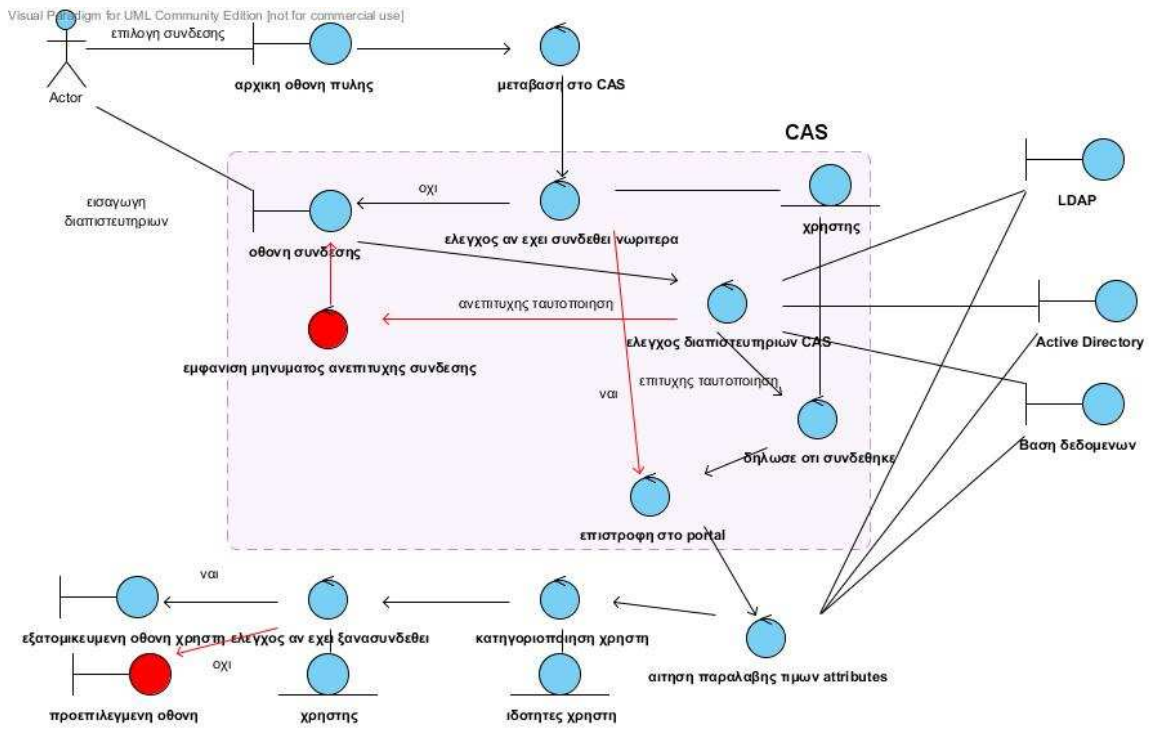 Visual Paradigm for UML Community Edition [not for commercial use]
επιλογη συνδεσης
Actor
αρχικη οθονη πυλης
μεταβαση στο CAS
CAS
LDAP
εισαγωγη
διαπιστευτηριων
οχι
οθονη συνδεσης
ελεγχος αν εχει συνδεθει νωριτερα
χρηστης
ανεπιτυχης ταυτοποιηση
ελεγχος διαπιστευτηριων CAS
Active Directory
εμφανιση μηνυματος ανεπιτυχης συνδεσης
επιτυχης ταυτοποιηση
ναι
δηλωσε οτι συνδεθηκε
Βαση δεδομενων
επιστροφη στο portal
ναι
εξατομικευμενη οθονη χρηστη
ελεγχος αν εχει ξανασυνδεθει
κατηγοριοποιηση χρηστη
αιτηση παραλαβης τιμων attributes
οχι
προεπιλεγμενη οθονη
χρηστης
ιδοτητες χρηστη